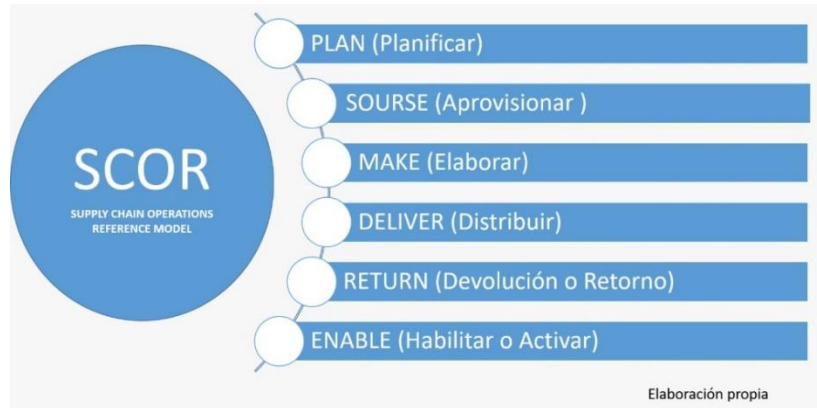 SCOR
SUPPLY CHAIN OPERATIONS
REFERENCE MODEL
PLAN (Planificar)
SOURSE (Aprovisionar )
MAKE (Elaborar)
DELIVER (Distribuir)
RETURN (Devolución o Retorno)
ENABLE (Habilitar o Activar)
Elaboración propia